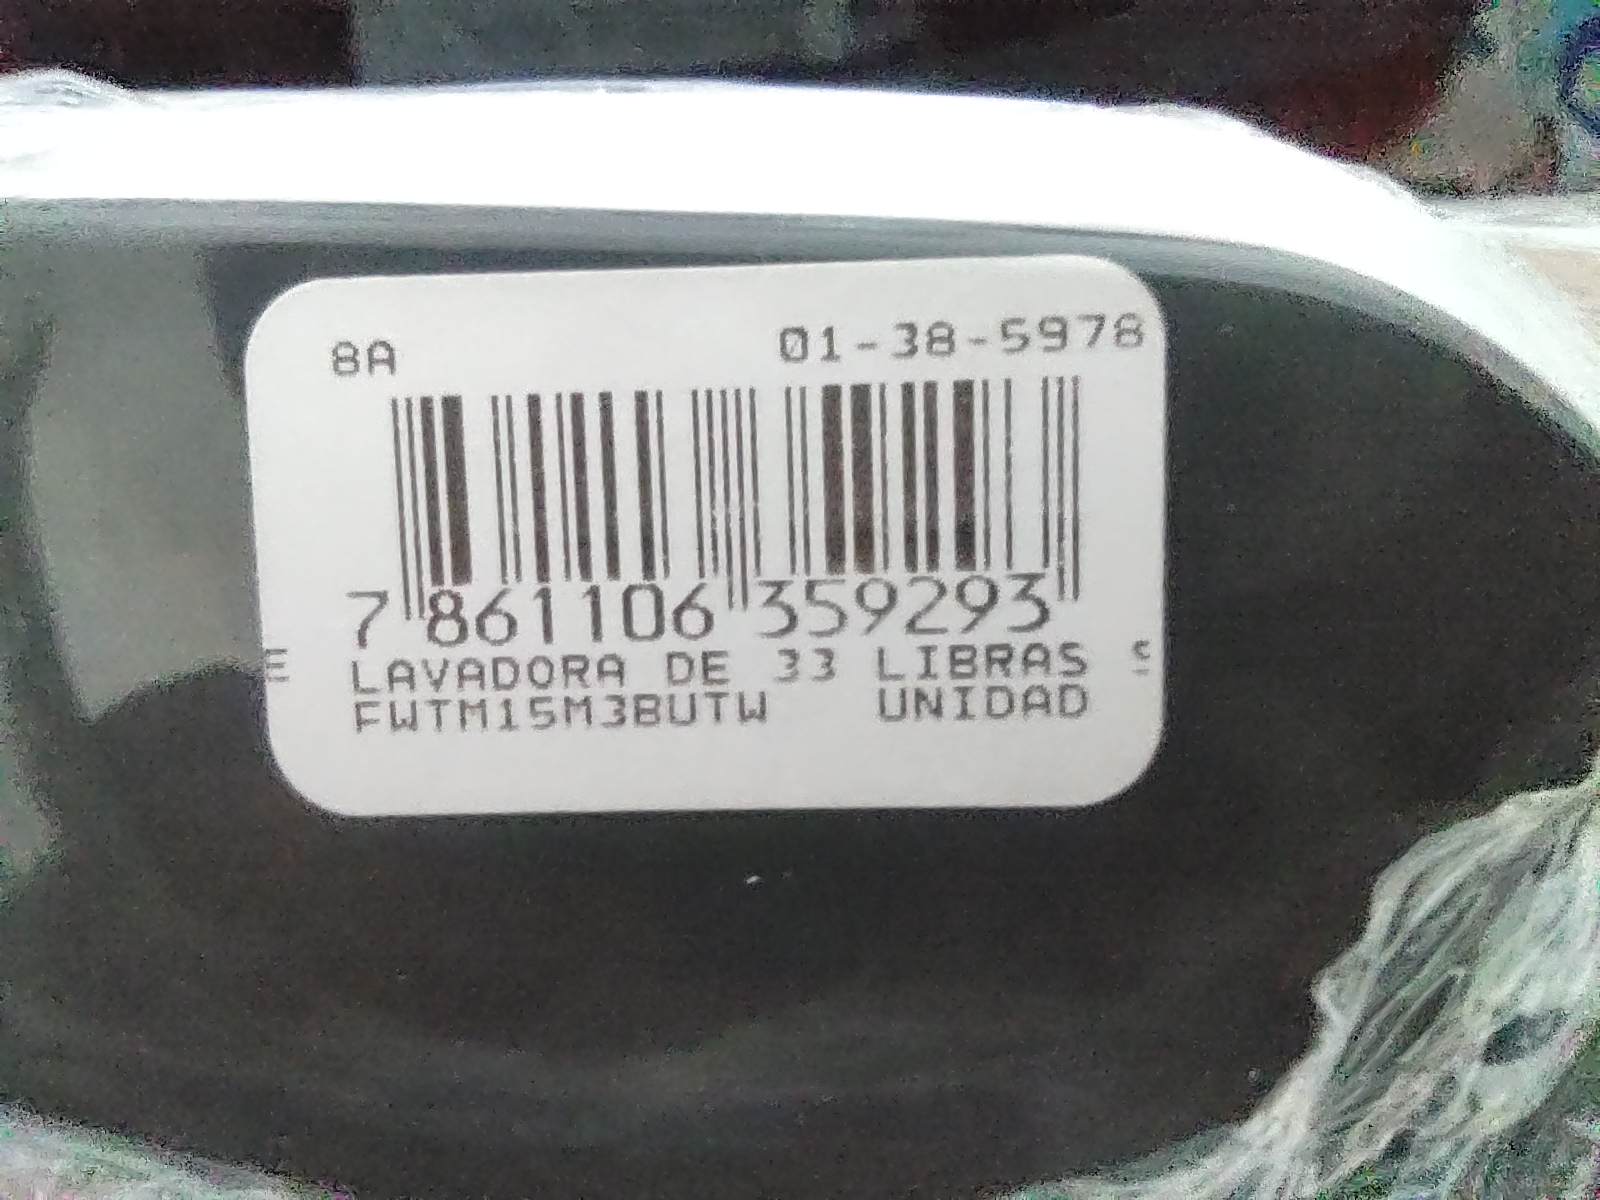 8A 01-38-5978
7 861106 359293
E LAVADORA DE 33 LIBRAS
FWTM15M3BUTW UNIDAD